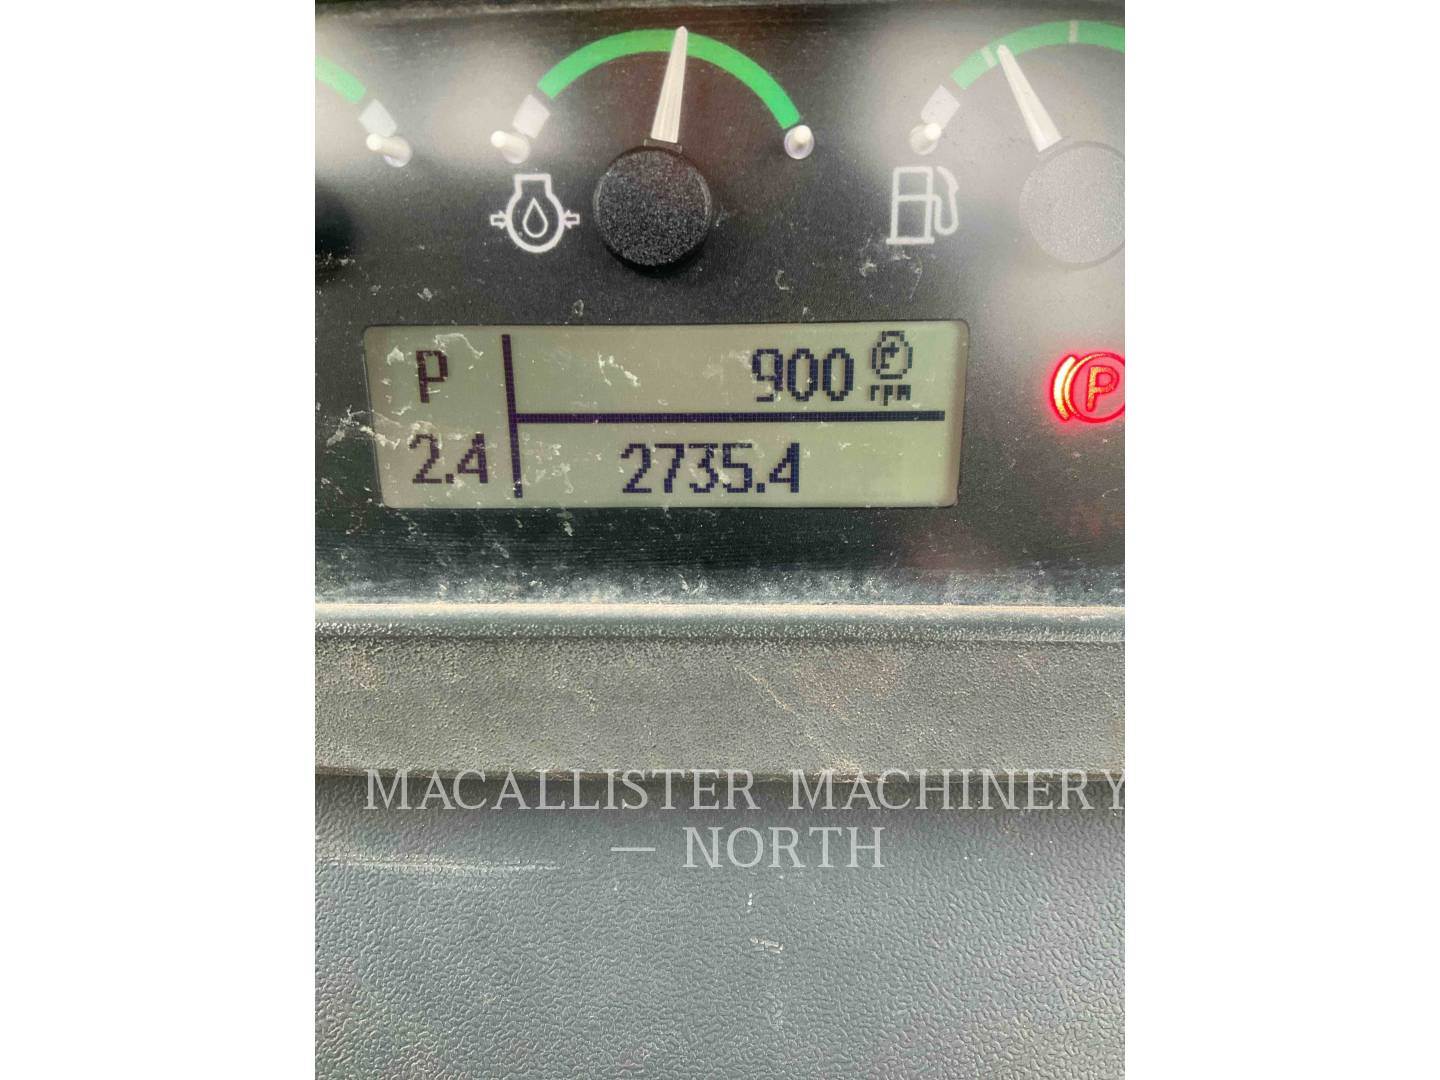 P
900
rpm
2.4
2735.4
P
MACALLISTER MACHINERY
— NORTH